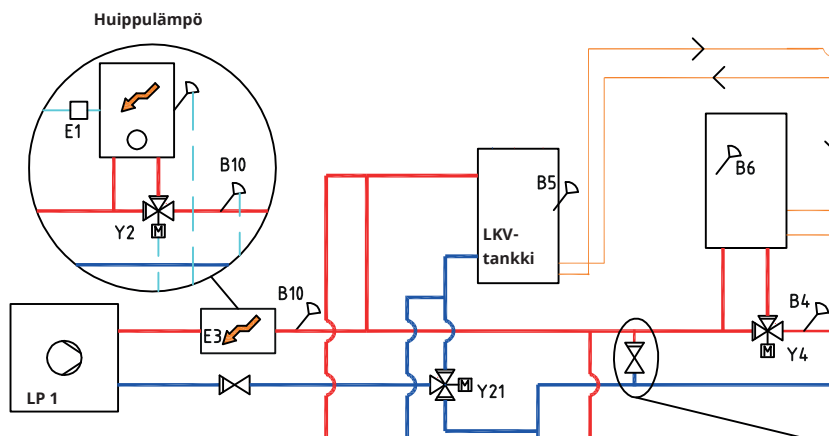 Huippulämpö
E1
B10
Y2
B5
B6
LKV-
tankki
B10
E3
B4
Y4
LP 1
M
M
M
Y21